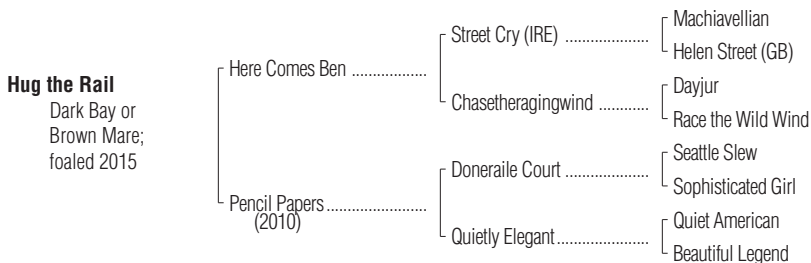 Hug the Rail
Dark Bay or
Brown Mare;
foaled 2015
Here Comes Ben ..................
Pencil Papers ........................
(2010)
Street Cry (IRE) ....................
Chasetheragingwind ............
Doneraile Court ....................
Quietly Elegant......................
Machiavellian
Helen Street (GB)
Dayjur
Race the Wild Wind
Seattle Slew
Sophisticated Girl
Quiet American
Beautiful Legend